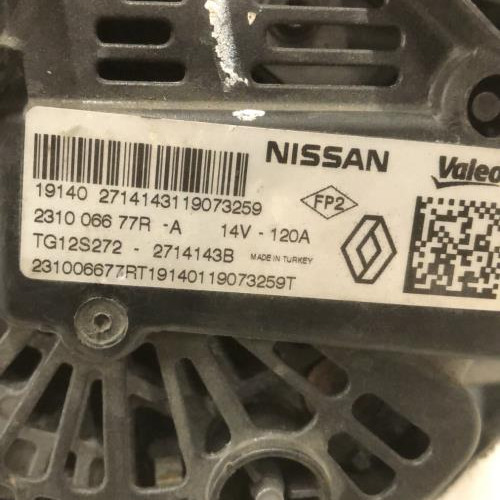 NISSAN
Valeo
19140 2714143119073259
FP2
2310 066 77R -A 14V - 120A
TG12S272 - 2714143B MADE IN TURKEY
231006677RT19140119073259T